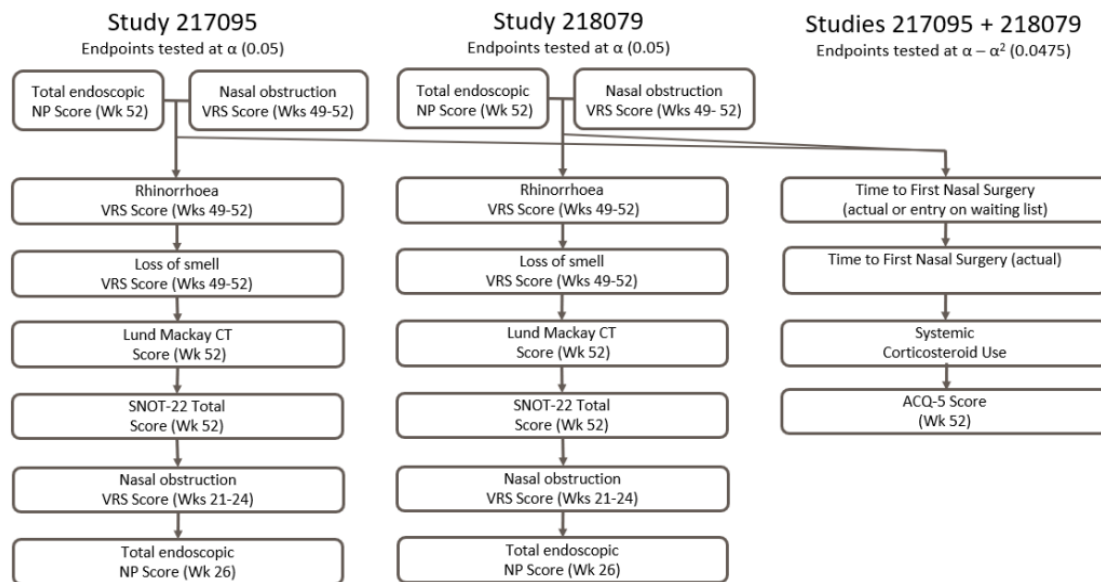 Study 217095
Endpoints tested at α (0.05)
Total endoscopic
NP Score (Wk 52)
Nasal obstruction
VRS Score (Wks 49-52)
Rhinorrhoea
VRS Score (Wks 49-52)
Loss of smell
VRS Score (Wks 49-52)
Lund Mackay CT
Score (Wk 52)
SNOT-22 Total
Score (Wk 52)
Nasal obstruction
VRS Score (Wks 21-24)
Total endoscopic
NP Score (Wk 26)
Study 218079
Endpoints tested at α (0.05)
Total endoscopic
NP Score (Wk 52)
Nasal obstruction
VRS Score (Wks 49- 52)
Rhinorrhoea
VRS Score (Wks 49-52)
Loss of smell
VRS Score (Wks 49-52)
Lund Mackay CT
Score (Wk 52)
SNOT-22 Total
Score (Wk 52)
Nasal obstruction
VRS Score (Wks 21-24)
Total endoscopic
NP Score (Wk 26)
Studies 217095 + 218079
Endpoints tested at α – α² (0.0475)
Time to First Nasal Surgery
(actual or entry on waiting list)
Time to First Nasal Surgery (actual)
Systemic
Corticosteroid Use
ACQ-5 Score
(Wk 52)